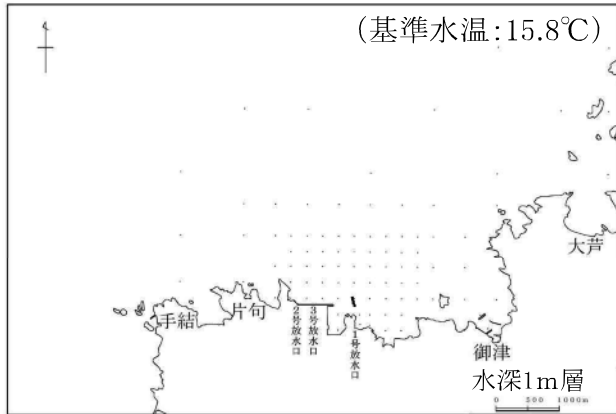 (基準水温:15.8℃)
大芦
片句
手結
2号放水口
3号放水口
1号放水口
御津
水深1m層
0 500 1000m